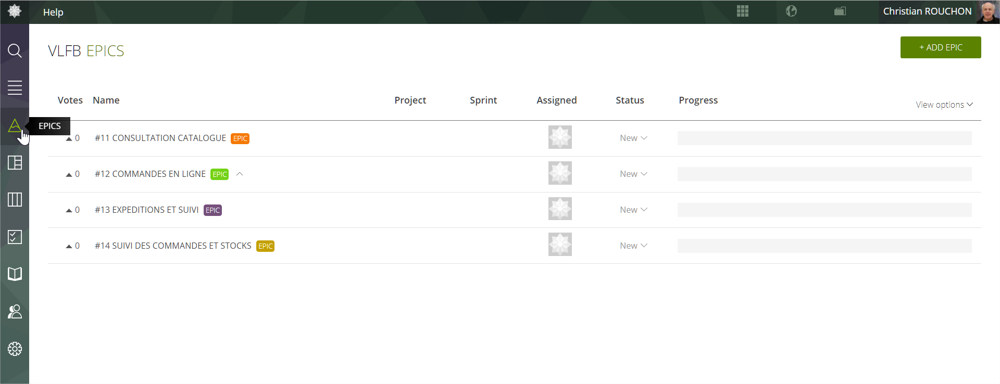 Help
Christian ROUCHON
VLFB EPICS
+ ADD EPIC
Votes Name Project Sprint Assigned Status Progress
View options
EPICS
0 #11 CONSULTATION CATALOGUE EPIC New
0 #12 COMMANDES EN LIGNE EPIC New
0 #13 EXPEDITIONS ET SUIVI EPIC New
0 #14 SUIVI DES COMMANDES ET STOCKS EPIC New